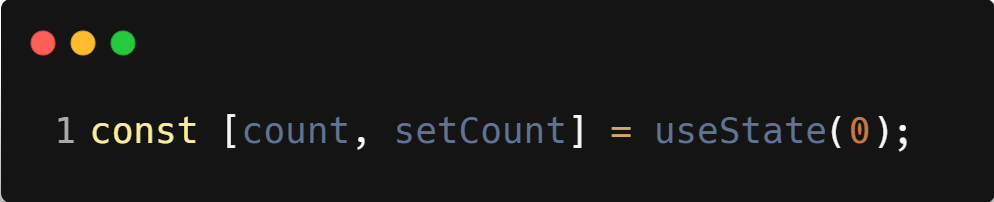 1 const [count, setCount] = useState(0);